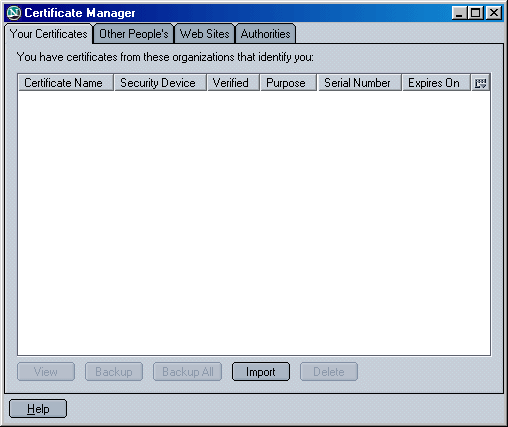 Certificate Manager
Your Certificates Other People's Web Sites Authorities
You have certificates from these organizations that identify you:
Certificate Name Security Device Verified Purpose Serial Number Expires On
View Backup Backup All Import Delete
Help